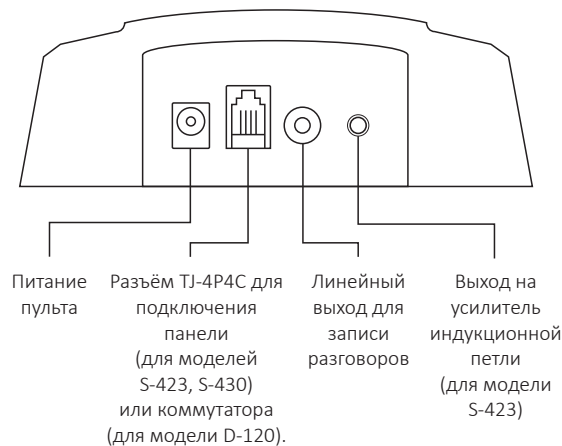 Питание
пульта
Разъём TJ-4P4C для
подключения
панели
(для моделей
S-423, S-430)
или коммутатора
(для модели D-120).
Линейный
выход для
записи
разговоров
Выход на
усилитель
индукционной
петли
(для модели
S-423)